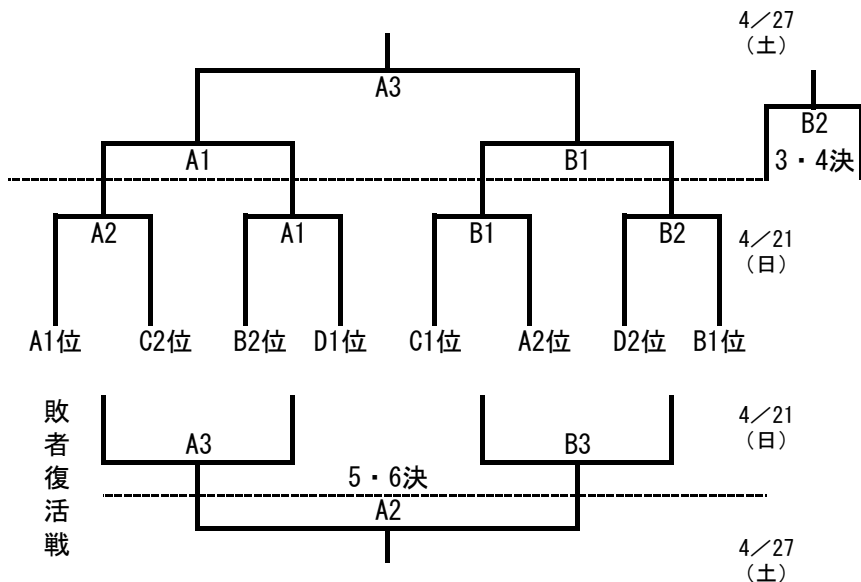 4／27
（土）
A3
B2
3・4決
A1
B1
A2
A1
B1
B2
4／21
（日）
A1位
C2位
B2位
D1位
C1位
A2位
D2位
B1位
敗者復活戦
4／21
（日）
A3
B3
5・6決
A2
4／27
（土）